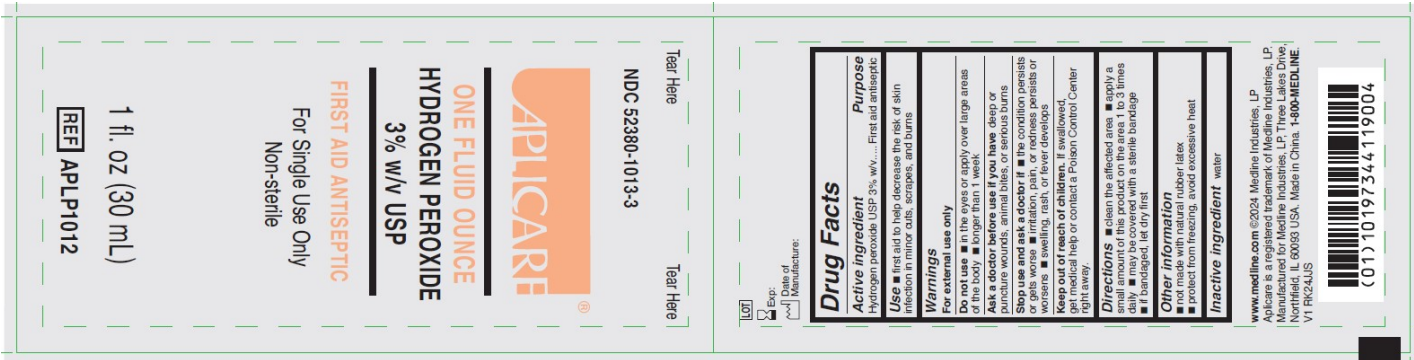 Tear Here
Tear Here
NDC 52380-1013-3
APLICARE®
ONE FLUID OUNCE
HYDROGEN PEROXIDE
3% w/v USP
FIRST AID ANTISEPTIC
For Single Use Only
Non-sterile
1 fl. oz (30 mL)
REF APLP1012
LOT
Exp:
Date of
Manufacture:
Drug Facts
Active ingredient Purpose
Hydrogen peroxide USP 3% w/v..... First aid antiseptic
Use ■ first aid to help decrease the risk of skin
infection in minor cuts, scrapes, and burns
Warnings
For external use only
Do not use ■ in the eyes or apply over large areas
of the body ■ longer than 1 week
Ask a doctor before use if you have deep or
puncture wounds, animal bites, or serious burns
Stop use and ask a doctor if ■ the condition persists
or gets worse ■ irritation, pain, or redness persists or
worsens ■ swelling, rash, or fever develops
Keep out of reach of children. If swallowed,
get medical help or contact a Poison Control Center
right away.
Directions ■ clean the affected area ■ apply a
small amount of this product on the area 1 to 3 times
daily ■ may be covered with a sterile bandage
■ if bandaged, let dry first
Other information
■ not made with natural rubber latex
■ protect from freezing, avoid excessive heat
Inactive ingredient water
www.medline.com ©2024 Medline Industries, LP
Aplicare is a registered trademark of Medline Industries, LP.
Manufactured for Medline Industries, LP, Three Lakes Drive,
Northfield, IL 60093 USA. Made in China. 1-800-MEDLINE.
V1 RK24JJS
(01)10197344119004